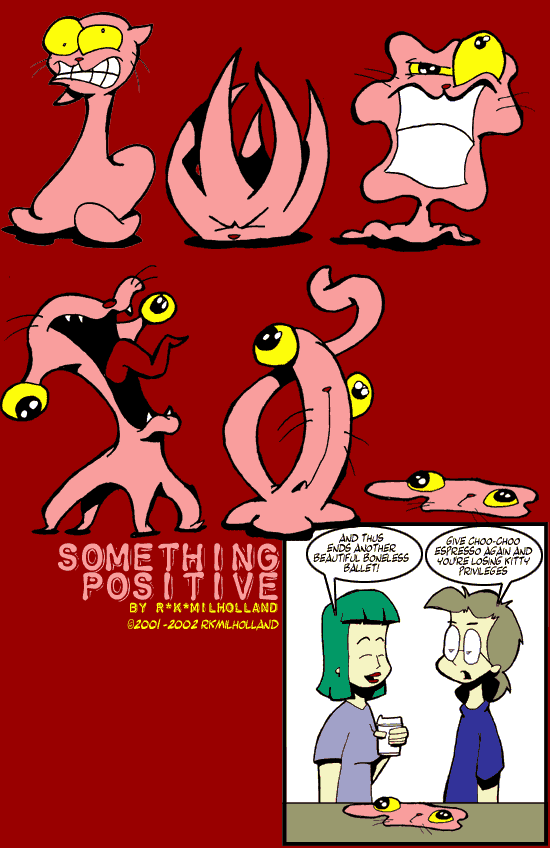 SOMETHING
POSITIVE
BY R*K*MILHOLLAND
©2001-2002 RKMILHOLLAND
AND THUS
ENDS ANOTHER
BEAUTIFUL BONELESS
BALLET!
GIVE CHOO-CHOO
ESPRESSO AGAIN AND
YOU'RE LOSING KITTY
PRIVILEGES